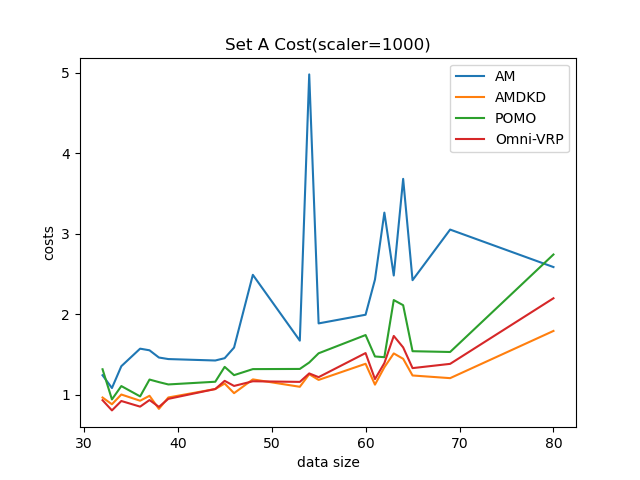 Set A Cost(scaler=1000)
AM
AMDKD
POMO
Omni-VRP
costs
5
4
3
2
1
30 40 50 60 70 80
data size